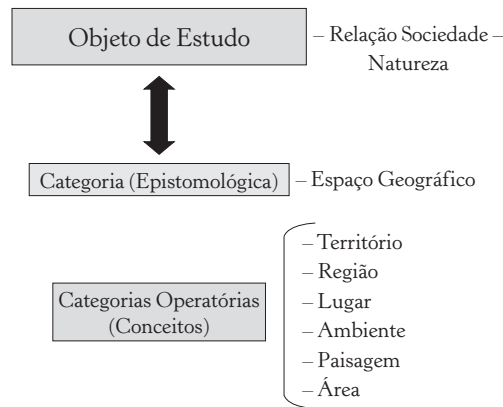 Objeto de Estudo
– Relação Sociedade –
Natureza
Categoria (Epistomológica)
– Espaço Geográfico
Categorias Operatórias
(Conceitos)
– Território
– Região
– Lugar
– Ambiente
– Paisagem
– Área